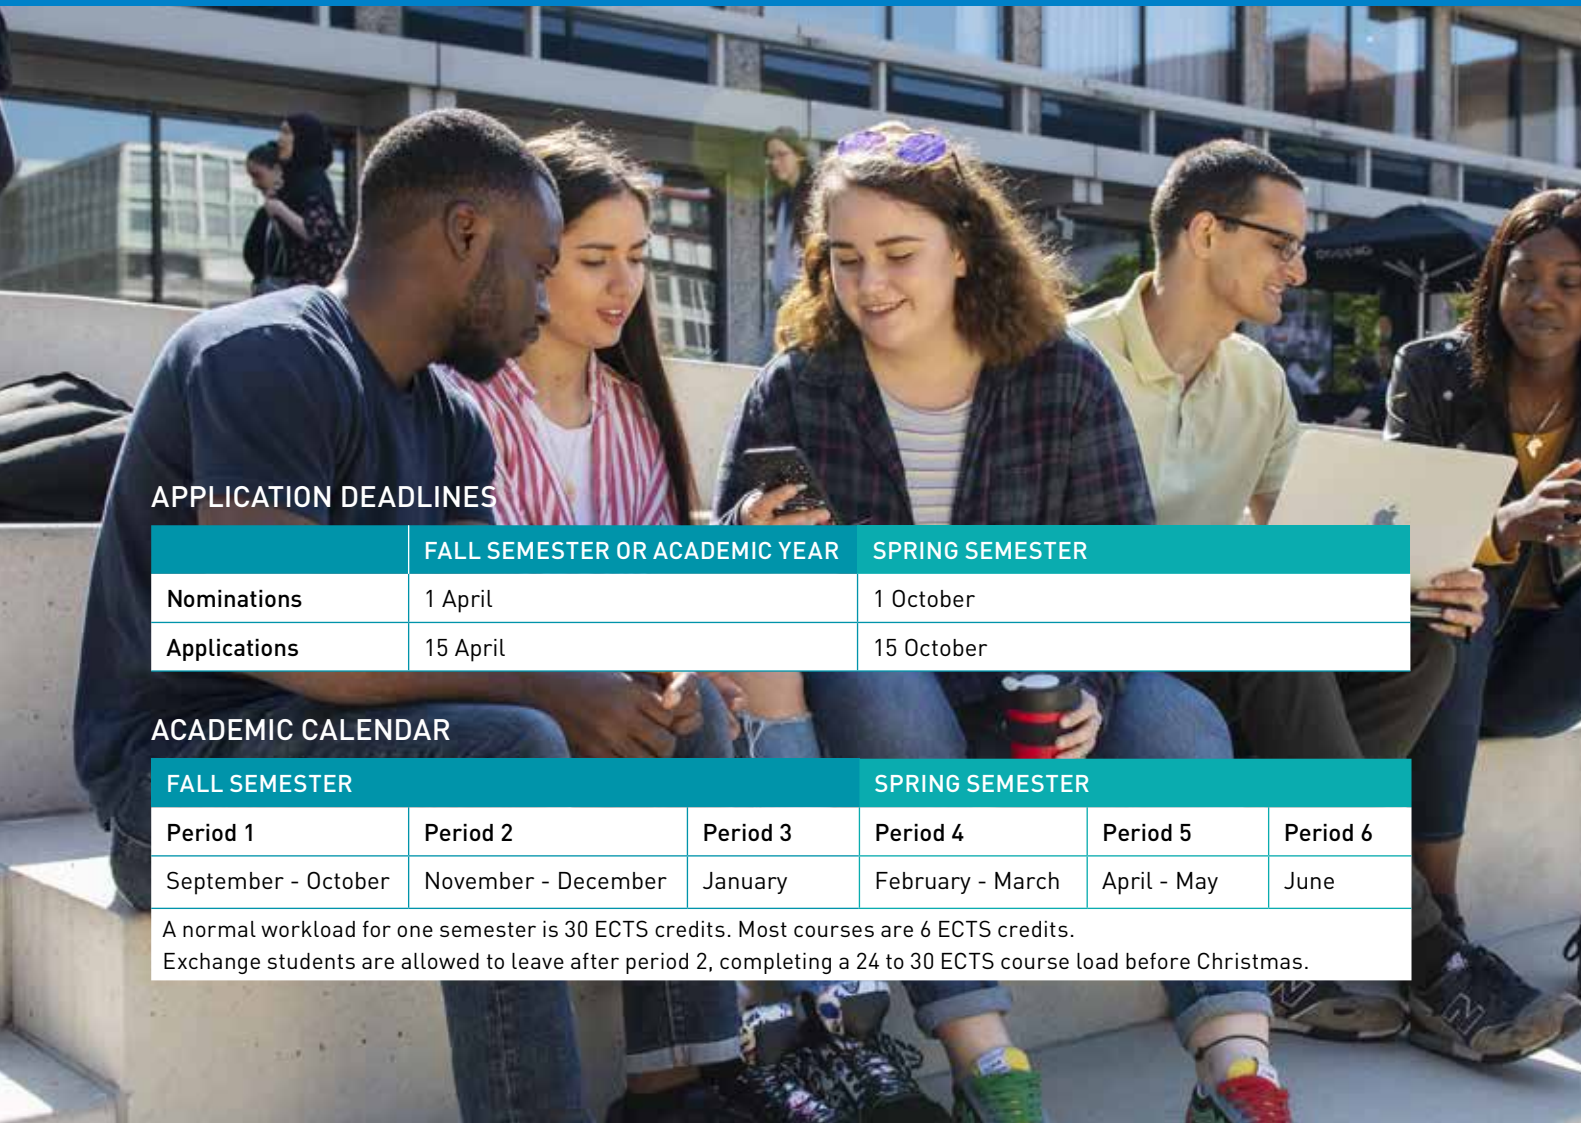 APPLICATION DEADLINES
FALL SEMESTER OR ACADEMIC YEAR SPRING SEMESTER
Nominations 1 April 1 October
Applications 15 April 15 October
ACADEMIC CALENDAR
FALL SEMESTER SPRING SEMESTER
Period 1 Period 2 Period 3 Period 4 Period 5 Period 6
September - October November - December January February - March April - May June
A normal workload for one semester is 30 ECTS credits. Most courses are 6 ECTS credits.
Exchange students are allowed to leave after period 2, completing a 24 to 30 ECTS course load before Christmas.